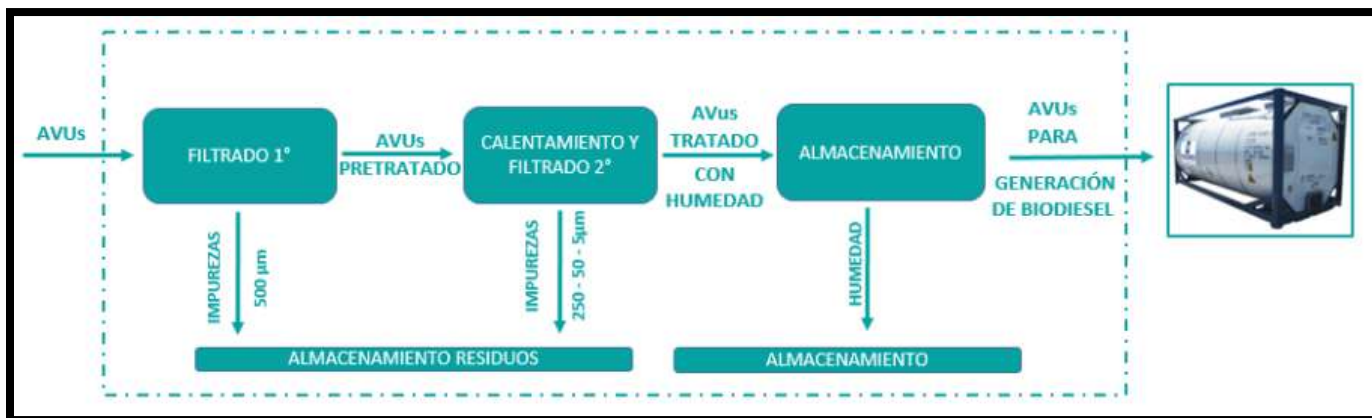 AVUs
FILTRADO 1°
AVUs
PRETRATADO
CALENTAMIENTO Y
FILTRADO 2°
AVus
TRATADO
CON
HUMEDAD
ALMACENAMIENTO
AVUs
PARA
GENERACIÓN
DE BIODIESEL
IMPUREZAS
500 µm
IMPUREZAS
250 - 50 - 5µm
HUMEDAD
ALMACENAMIENTO RESIDUOS
ALMACENAMIENTO